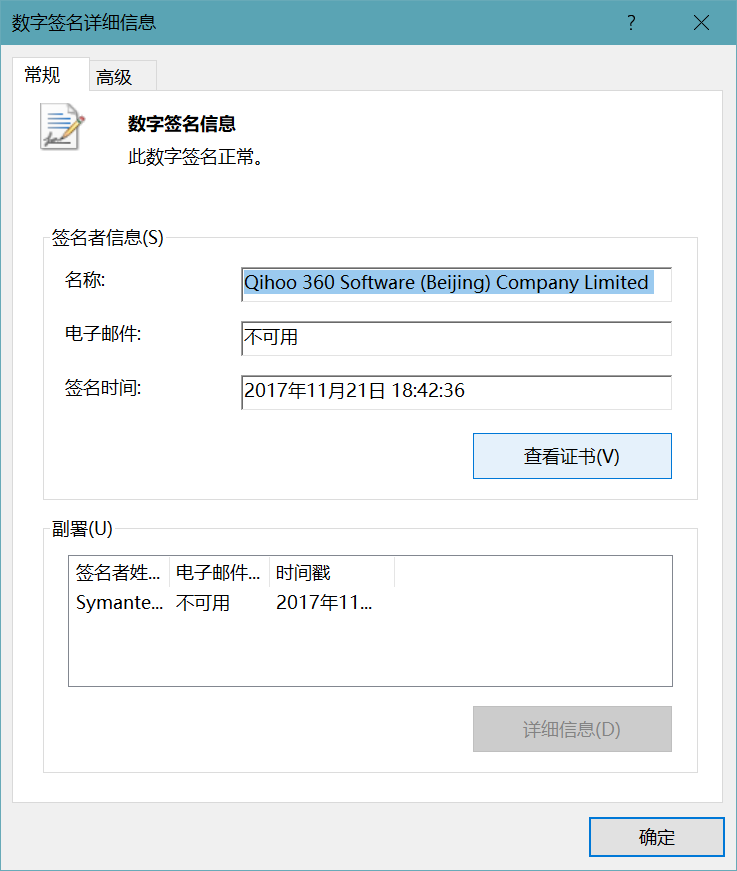 数字签名详细信息
?
常规
高级
数字签名信息
此数字签名正常。
签名者信息(S)
名称:
Qihoo 360 Software (Beijing) Company Limited
电子邮件:
不可用
签名时间:
2017年11月21日 18:42:36
查看证书(V)
副署(U)
签名者姓... 电子邮件... 时间戳
Symante... 不可用 2017年11...
详细信息(D)
确定